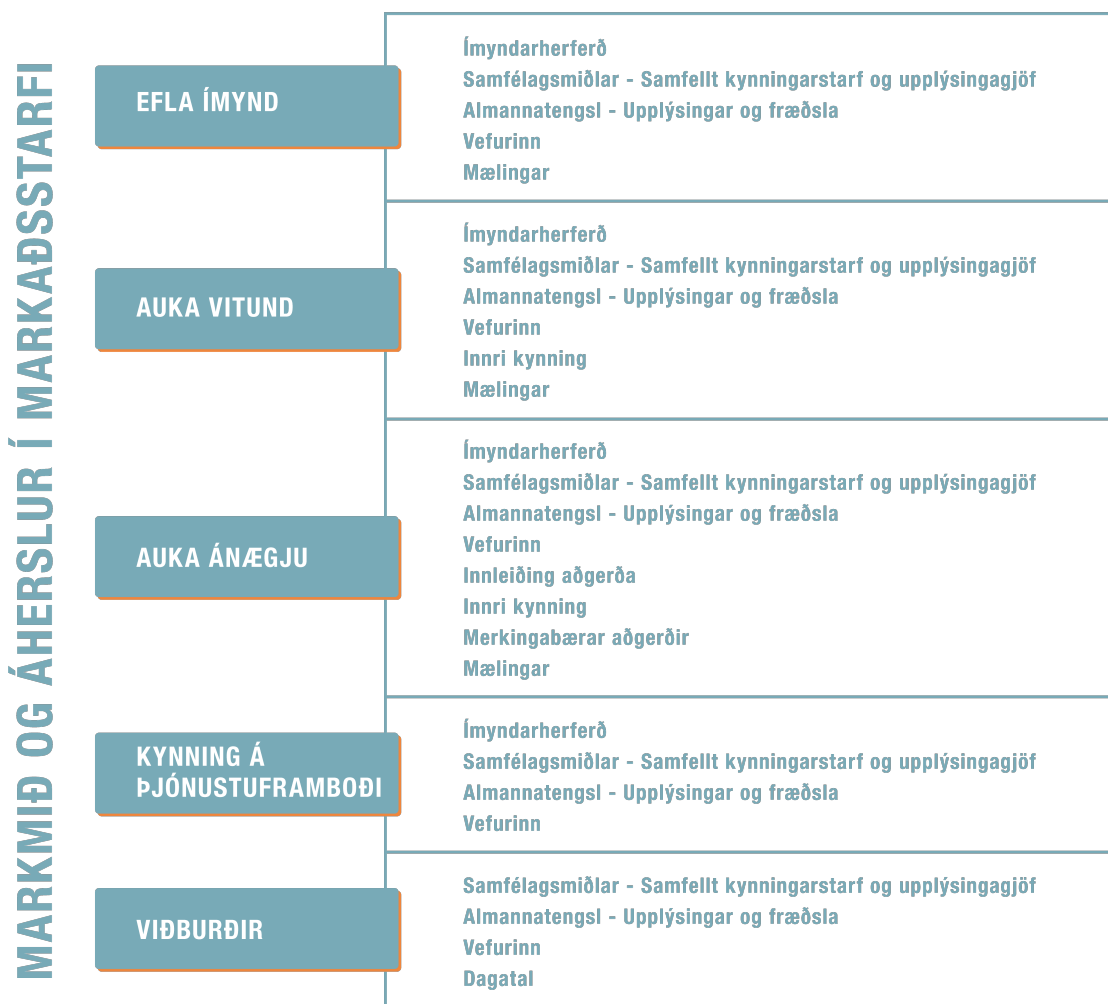 MARKMIÐ OG ÁHERSLUR Í MARKAÐSSTARFI
EFLA ÍMYND
Ímyndarherferð
Samfélagsmiðlar - Samfellt kynningarstarf og upplýsingagjöf
Almannatengsl - Upplýsingar og fræðsla
Vefurinn
Mælingar
AUKA VITUND
Ímyndarherferð
Samfélagsmiðlar - Samfellt kynningarstarf og upplýsingagjöf
Almannatengsl - Upplýsingar og fræðsla
Vefurinn
Innri kynning
Mælingar
AUKA ÁNÆGJU
Ímyndarherferð
Samfélagsmiðlar - Samfellt kynningarstarf og upplýsingagjöf
Almannatengsl - Upplýsingar og fræðsla
Vefurinn
Innleiðing aðgerða
Innri kynning
Merkingabærar aðgerðir
Mælingar
KYNNING Á
ÞJÓNUSTUFRAMBOÐI
Ímyndarherferð
Samfélagsmiðlar - Samfellt kynningarstarf og upplýsingagjöf
Almannatengsl - Upplýsingar og fræðsla
Vefurinn
VIÐBURÐIR
Samfélagsmiðlar - Samfellt kynningarstarf og upplýsingagjöf
Almannatengsl - Upplýsingar og fræðsla
Vefurinn
Dagatal